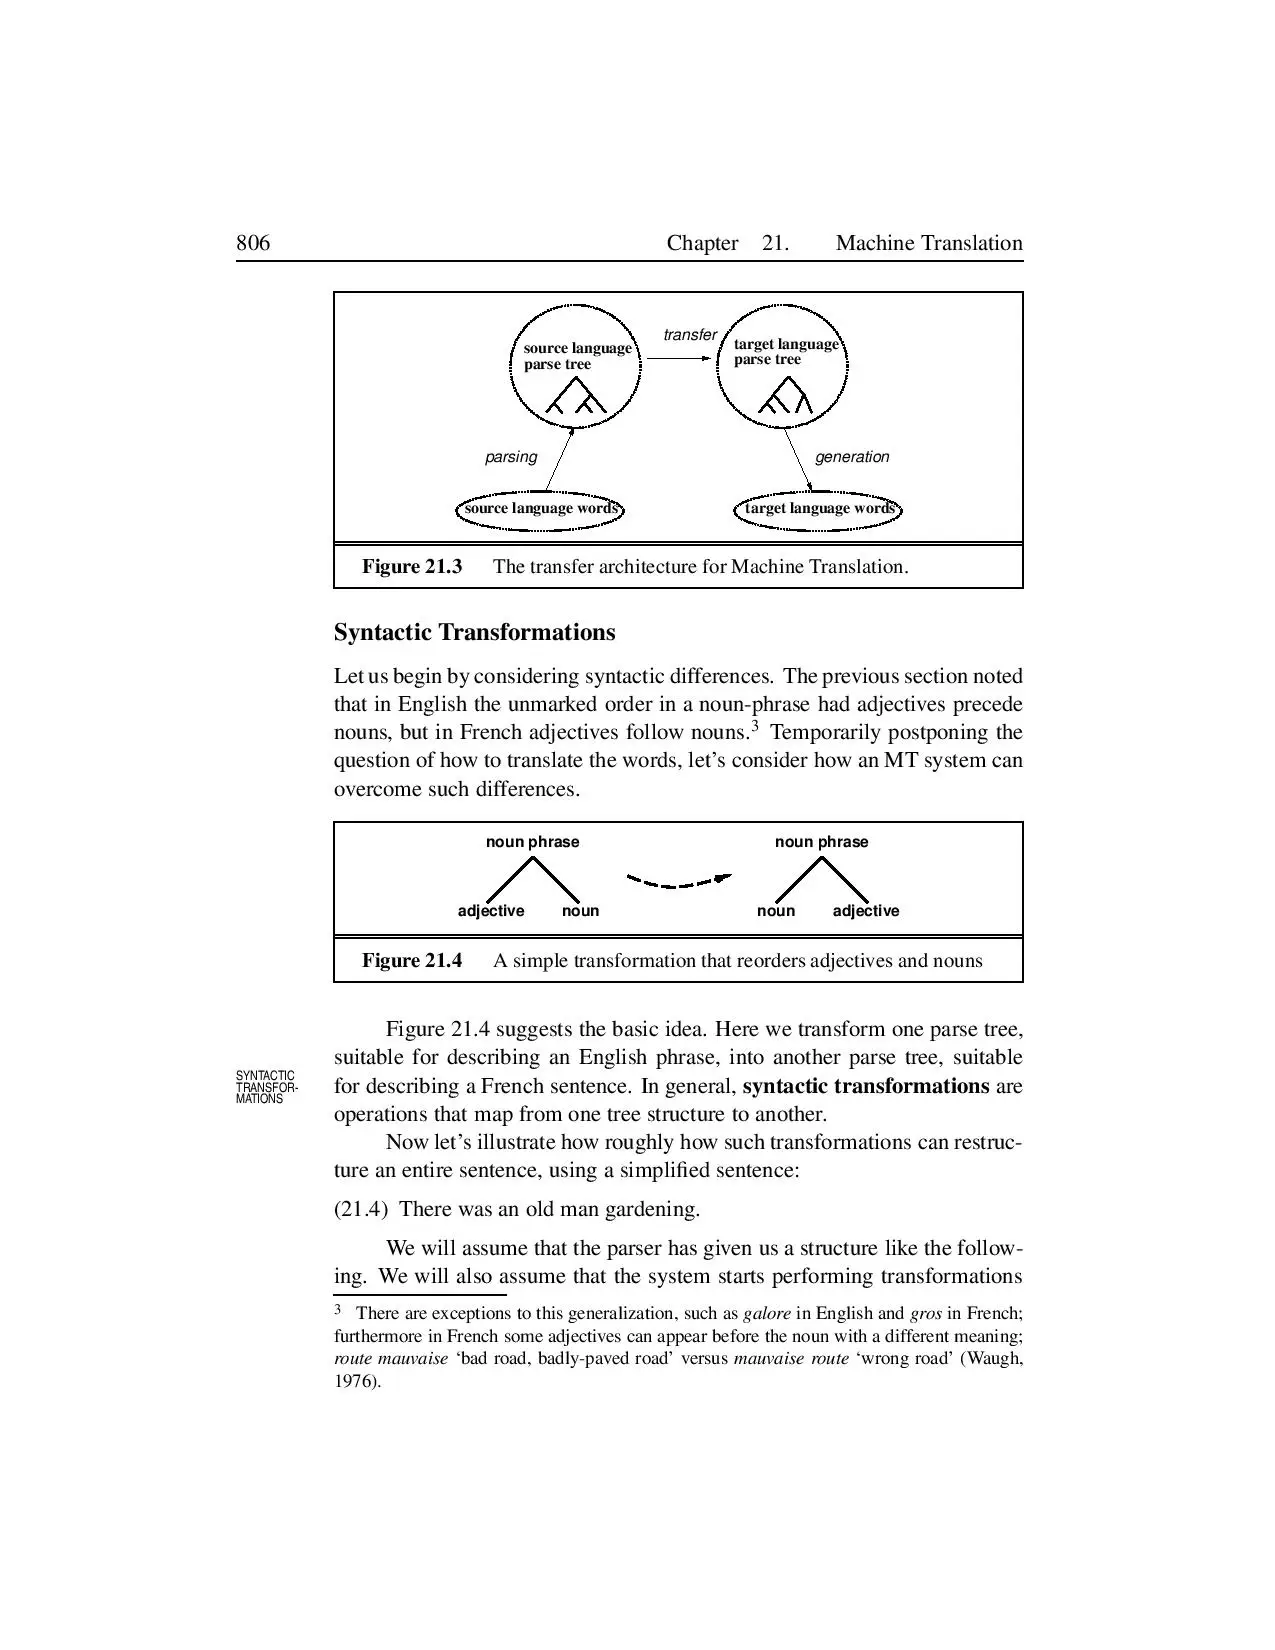 806 Chapter 21. Machine Translation
transfer
source language
parse tree
target language
parse tree
parsing
generation
source language words
target language words
Figure 21.3 The transfer architecture for Machine Translation.
Syntactic Transformations
Let us begin by considering syntactic differences. The previous section noted
that in English the unmarked order in a noun-phrase had adjectives precede
nouns, but in French adjectives follow nouns.3 Temporarily postponing the
question of how to translate the words, let's consider how an MT system can
overcome such differences.
noun phrase noun phrase
adjective noun noun adjective
Figure 21.4 A simple transformation that reorders adjectives and nouns
Figure 21.4 suggests the basic idea. Here we transform one parse tree,
suitable for describing an English phrase, into another parse tree, suitable
for describing a French sentence. In general, syntactic transformations are
operations that map from one tree structure to another.
SYNTACTIC
TRANSFOR-
MATIONS
Now let's illustrate how roughly how such transformations can restruc-
ture an entire sentence, using a simplified sentence:
(21.4) There was an old man gardening.
We will assume that the parser has given us a structure like the follow-
ing. We will also assume that the system starts performing transformations
3 There are exceptions to this generalization, such as galore in English and gros in French;
furthermore in French some adjectives can appear before the noun with a different meaning;
route mauvaise 'bad road, badly-paved road' versus mauvaise route 'wrong road' (Waugh,
1976).